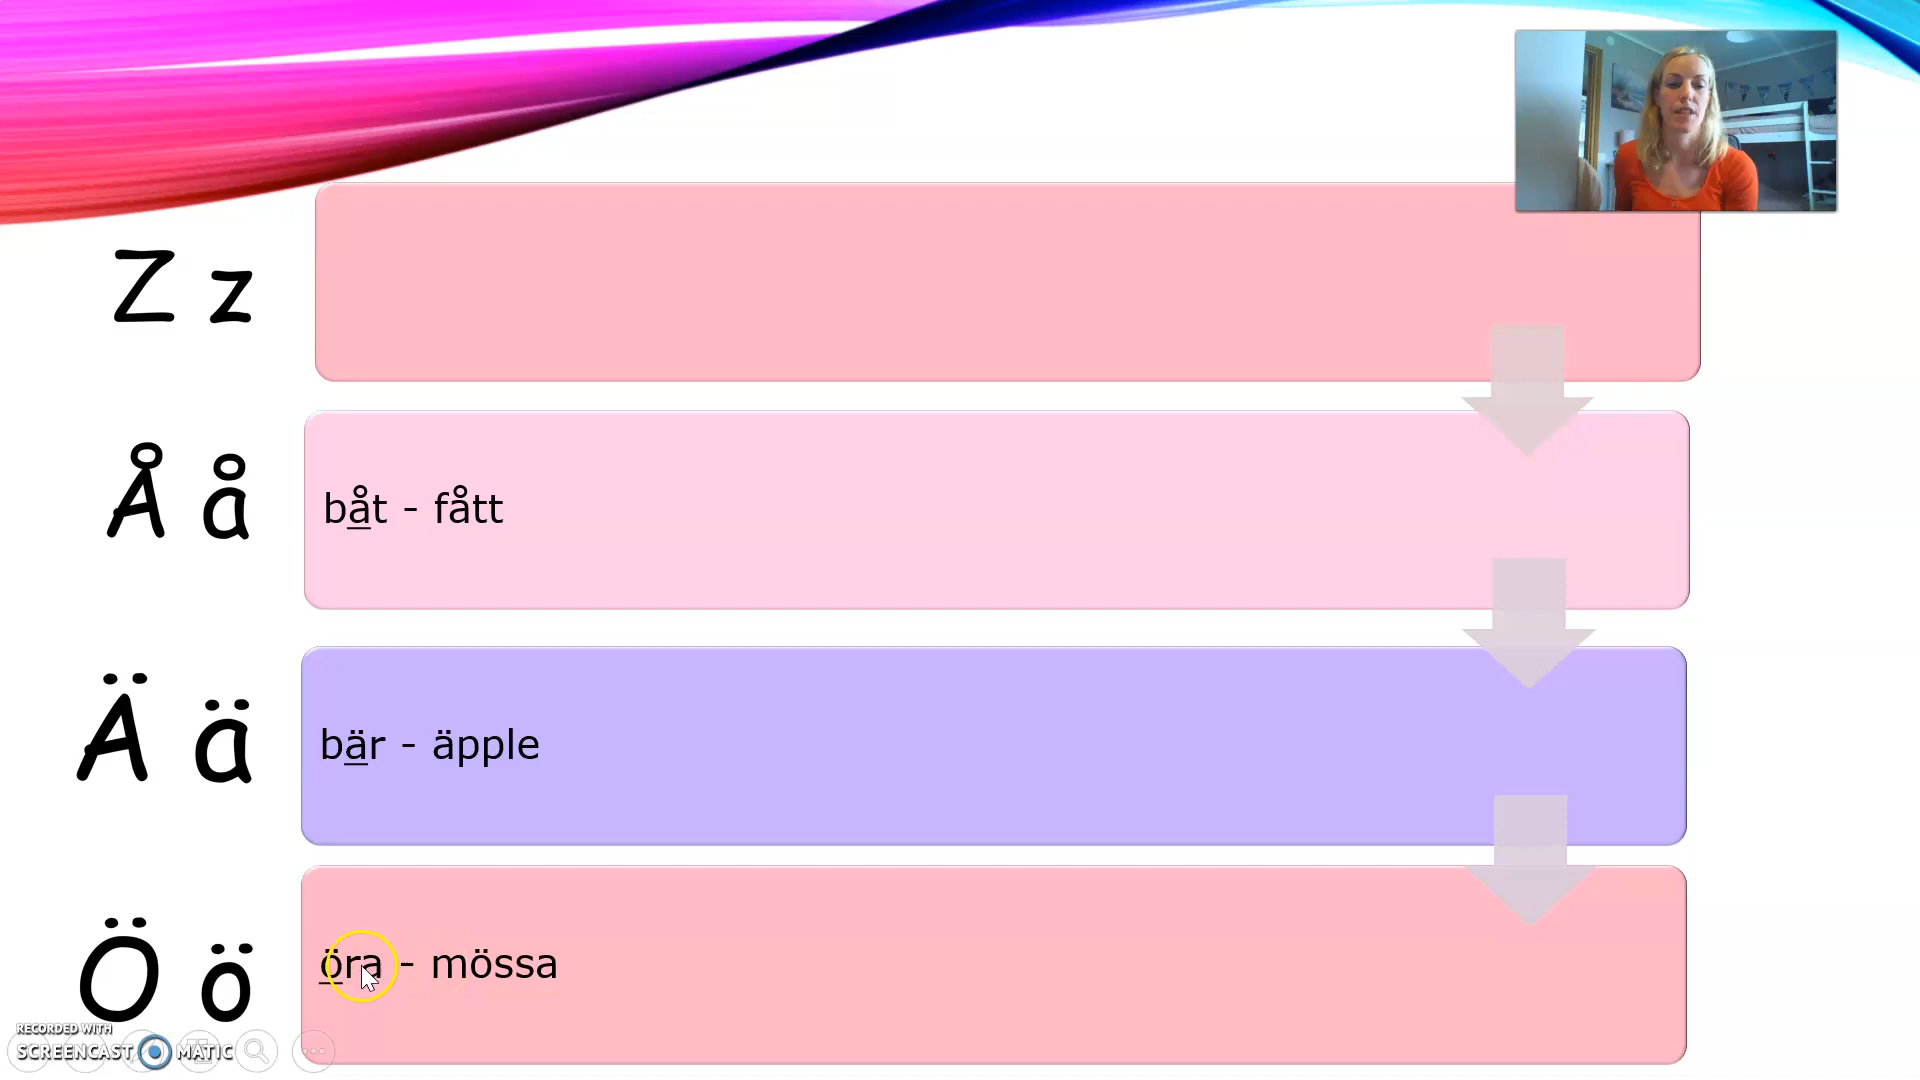 Z z
Å å
båt - fått
Ä ä
bär - äpple
Ö ö
öra - mössa
RECORDED WITH
SCREENCAST MATIC